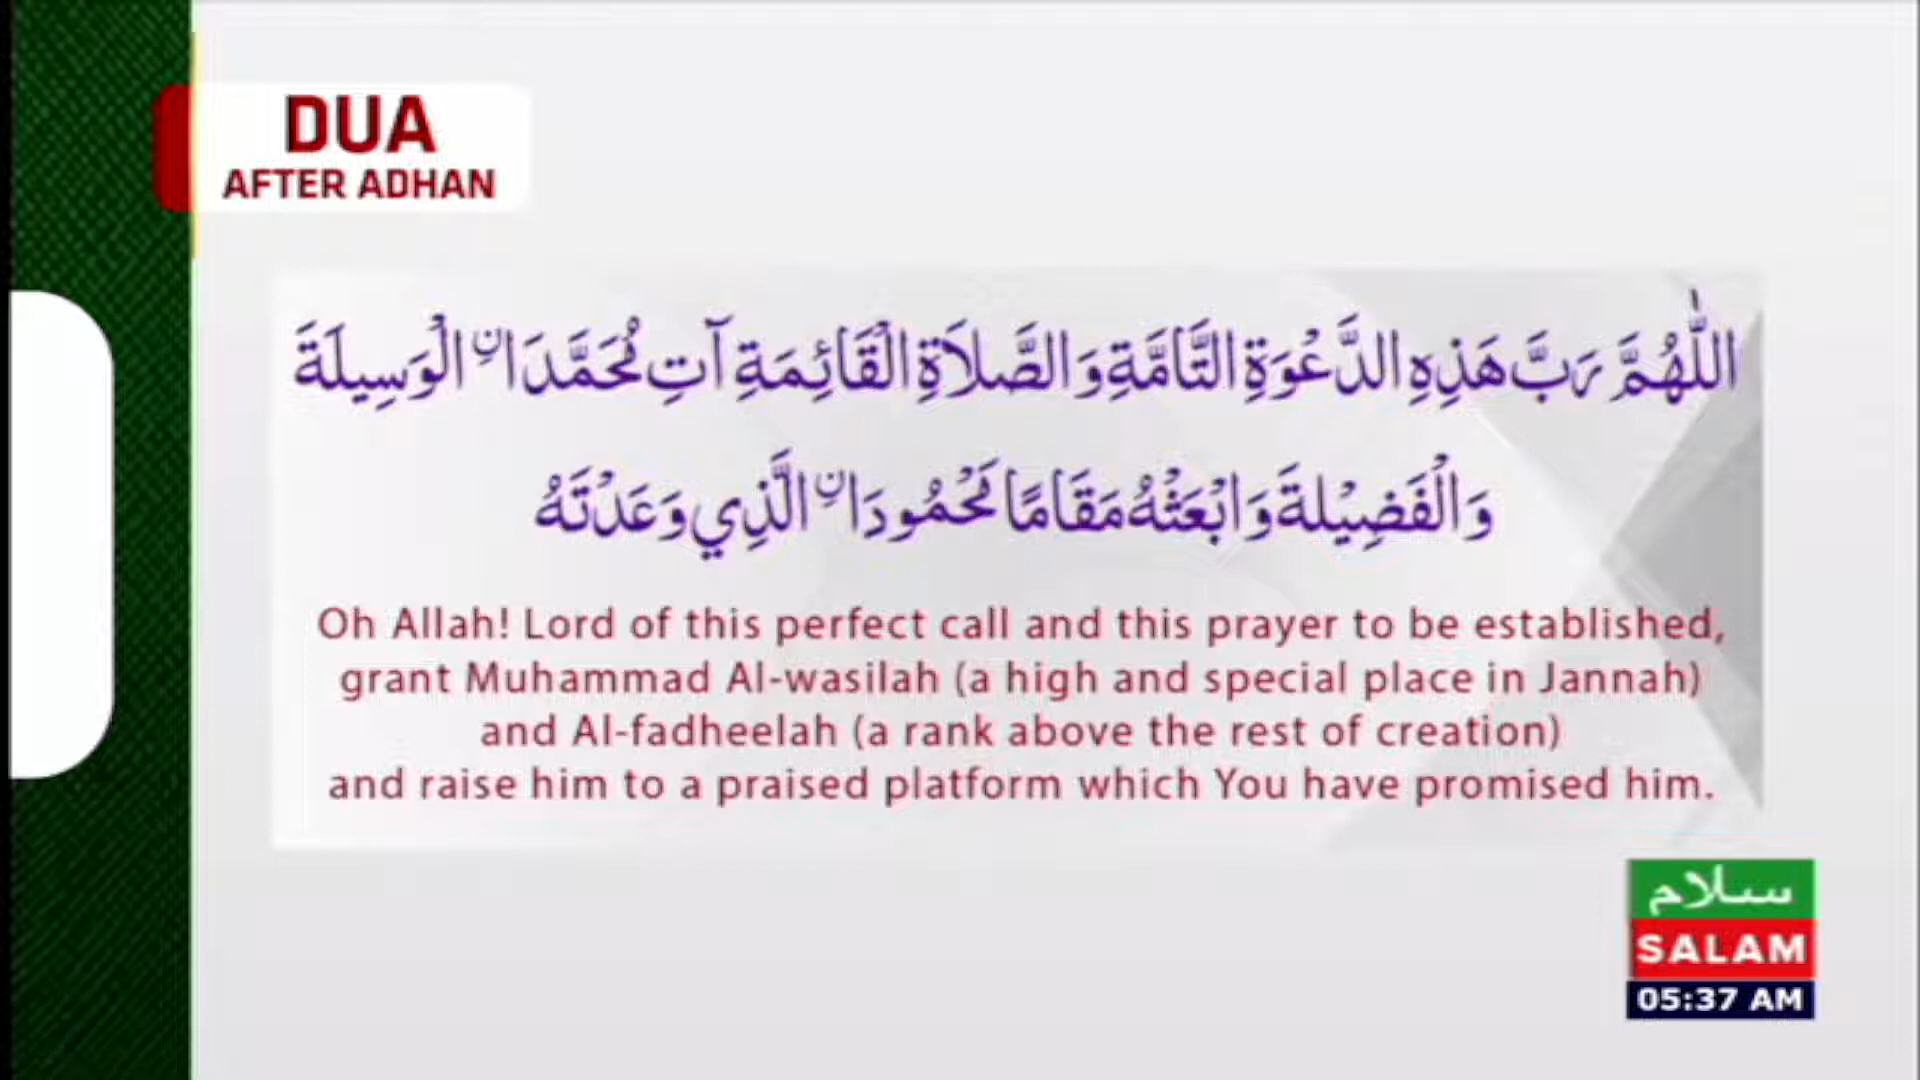 DUA
AFTER ADHAN
اللّٰهُمَّ رَبَّ هَذِهِ الدَّعْوَةِ التَّامَّةِ وَالصَّلاَةِ الْقَائِمَةِ آتِ مُحَمَّدَا نِ الْوَسِيلَةَ
وَالْفَضِيْلةَ وَابْعَثْهُ مَقَامًا مَحْمُودَا نِ الَّذِي وَعَدْتَهُ
Oh Allah! Lord of this perfect call and this prayer to be established,
grant Muhammad Al-wasilah (a high and special place in Jannah)
and Al-fadheelah (a rank above the rest of creation)
and raise him to a praised platform which You have promised him.
سلام
SALAM
05:37 AM